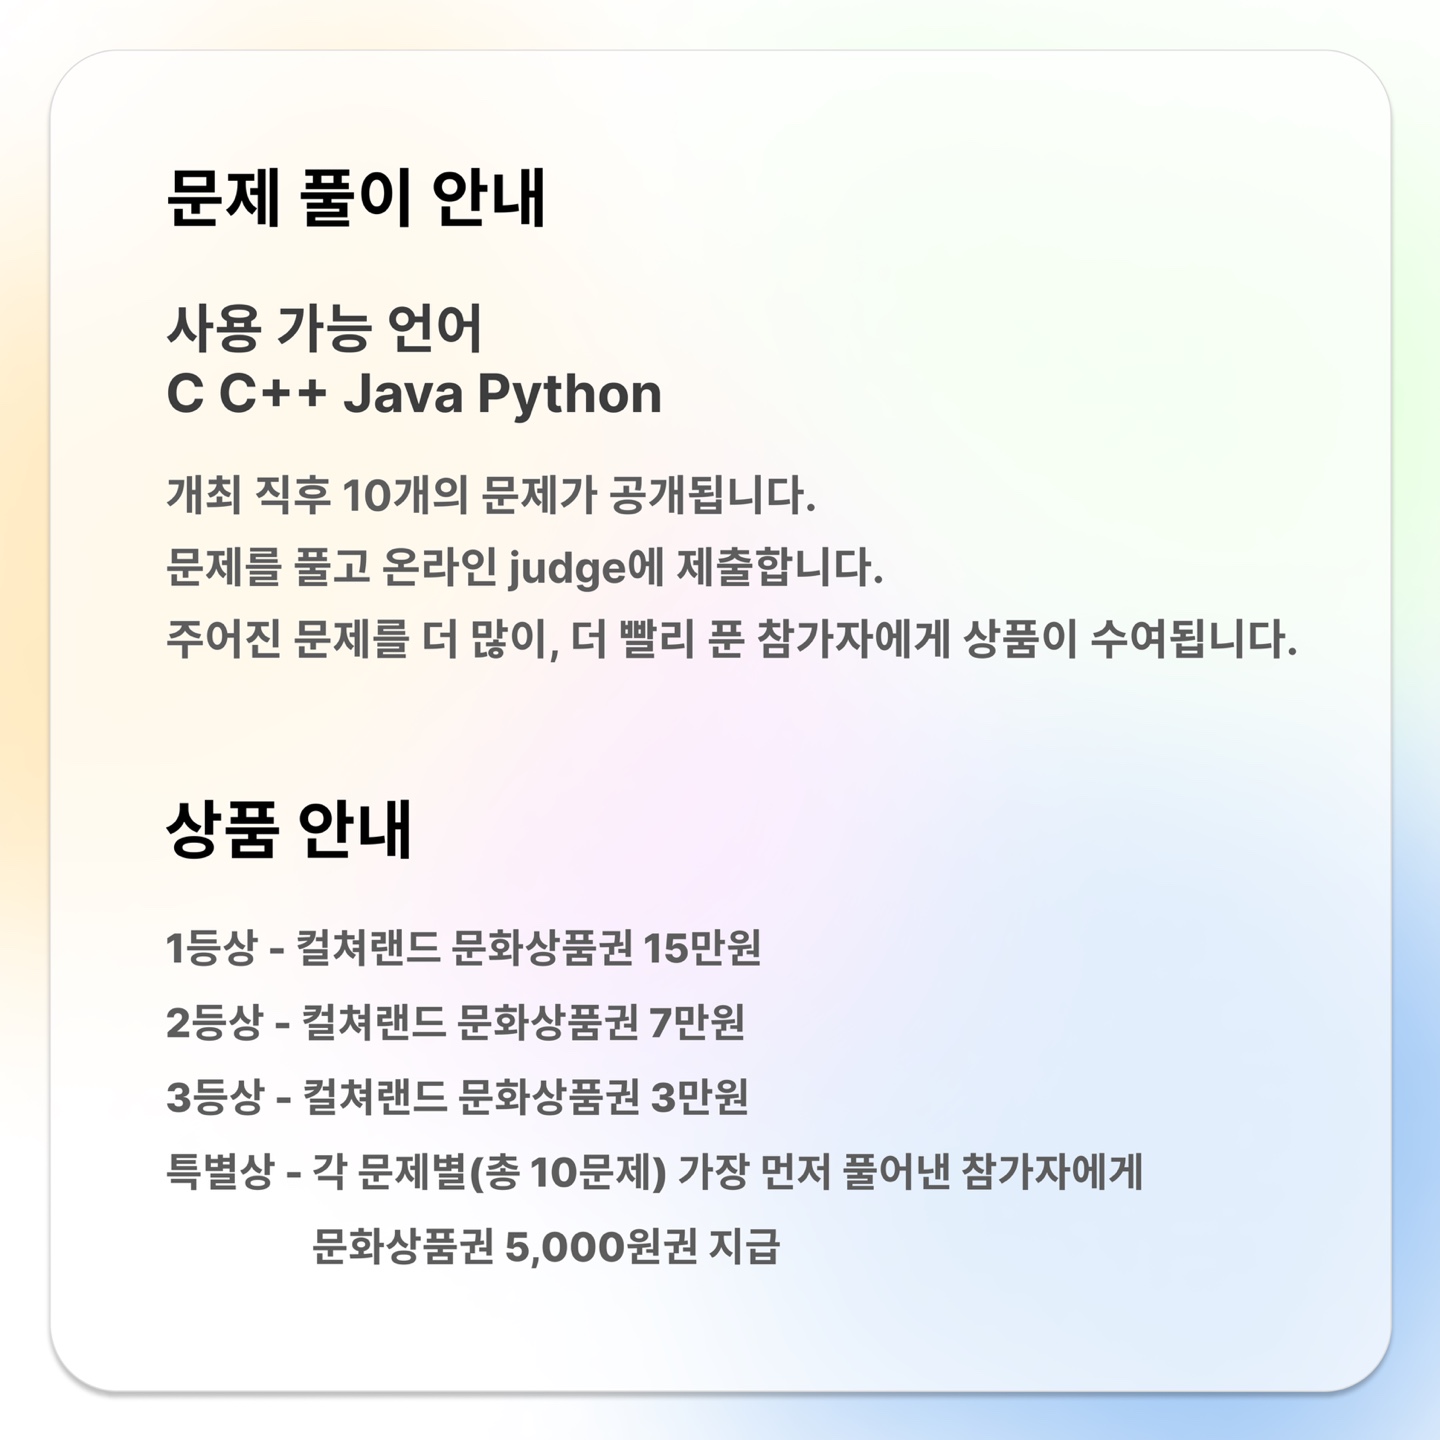 문제 풀이 안내
사용 가능 언어
C C++ Java Python
개최 직후 10개의 문제가 공개됩니다.
문제를 풀고 온라인 judge에 제출합니다.
주어진 문제를 더 많이, 더 빨리 푼 참가자에게 상품이 수여됩니다.
상품 안내
1등상 - 컬쳐랜드 문화상품권 15만원
2등상 - 컬쳐랜드 문화상품권 7만원
3등상 - 컬쳐랜드 문화상품권 3만원
특별상 - 각 문제별(총 10문제) 가장 먼저 풀어낸 참가자에게
문화상품권 5,000원권 지급